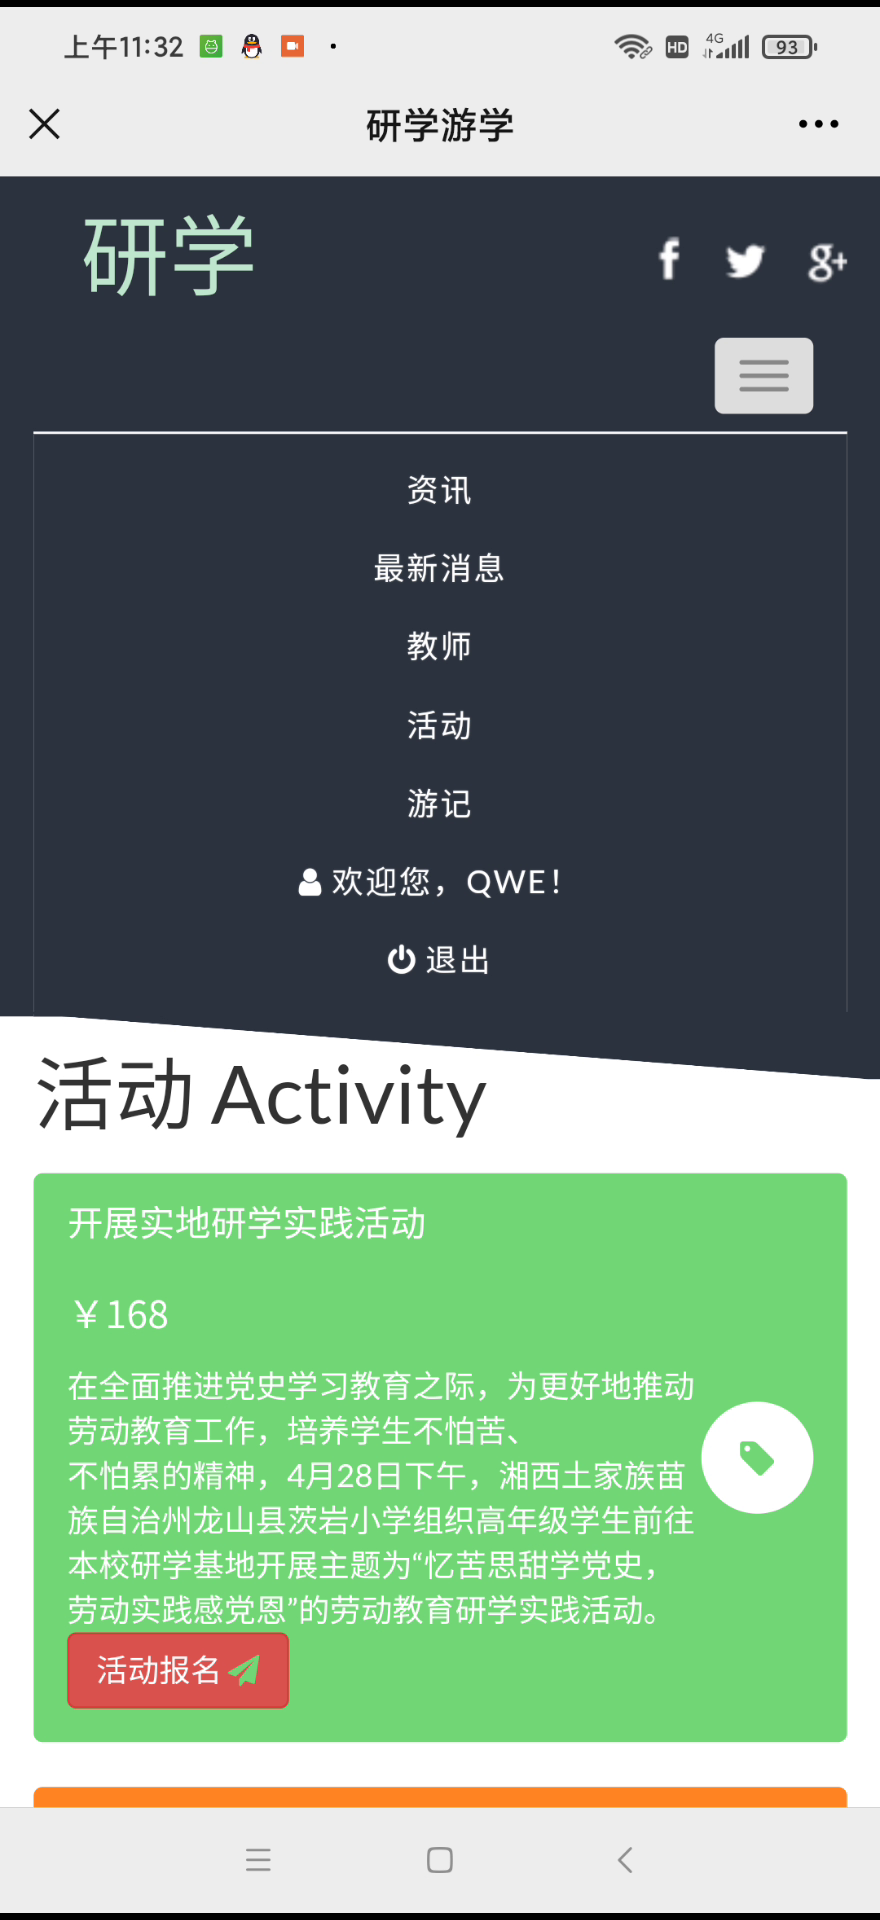 上午11:32
HD
4G
93
研学游学
研学
f
g+
资讯
最新消息
教师
活动
游记
欢迎您，QWE！
退出
活动 Activity
开展实地研学实践活动
￥168
在全面推进党史学习教育之际，为更好地推动
劳动教育工作，培养学生不怕苦、
不怕累的精神，4月28日下午，湘西土家族苗
族自治州龙山县茨岩小学组织高年级学生前往
本校研学基地开展主题为“忆苦思甜学党史，
劳动实践感党恩”的劳动教育研学实践活动。
活动报名